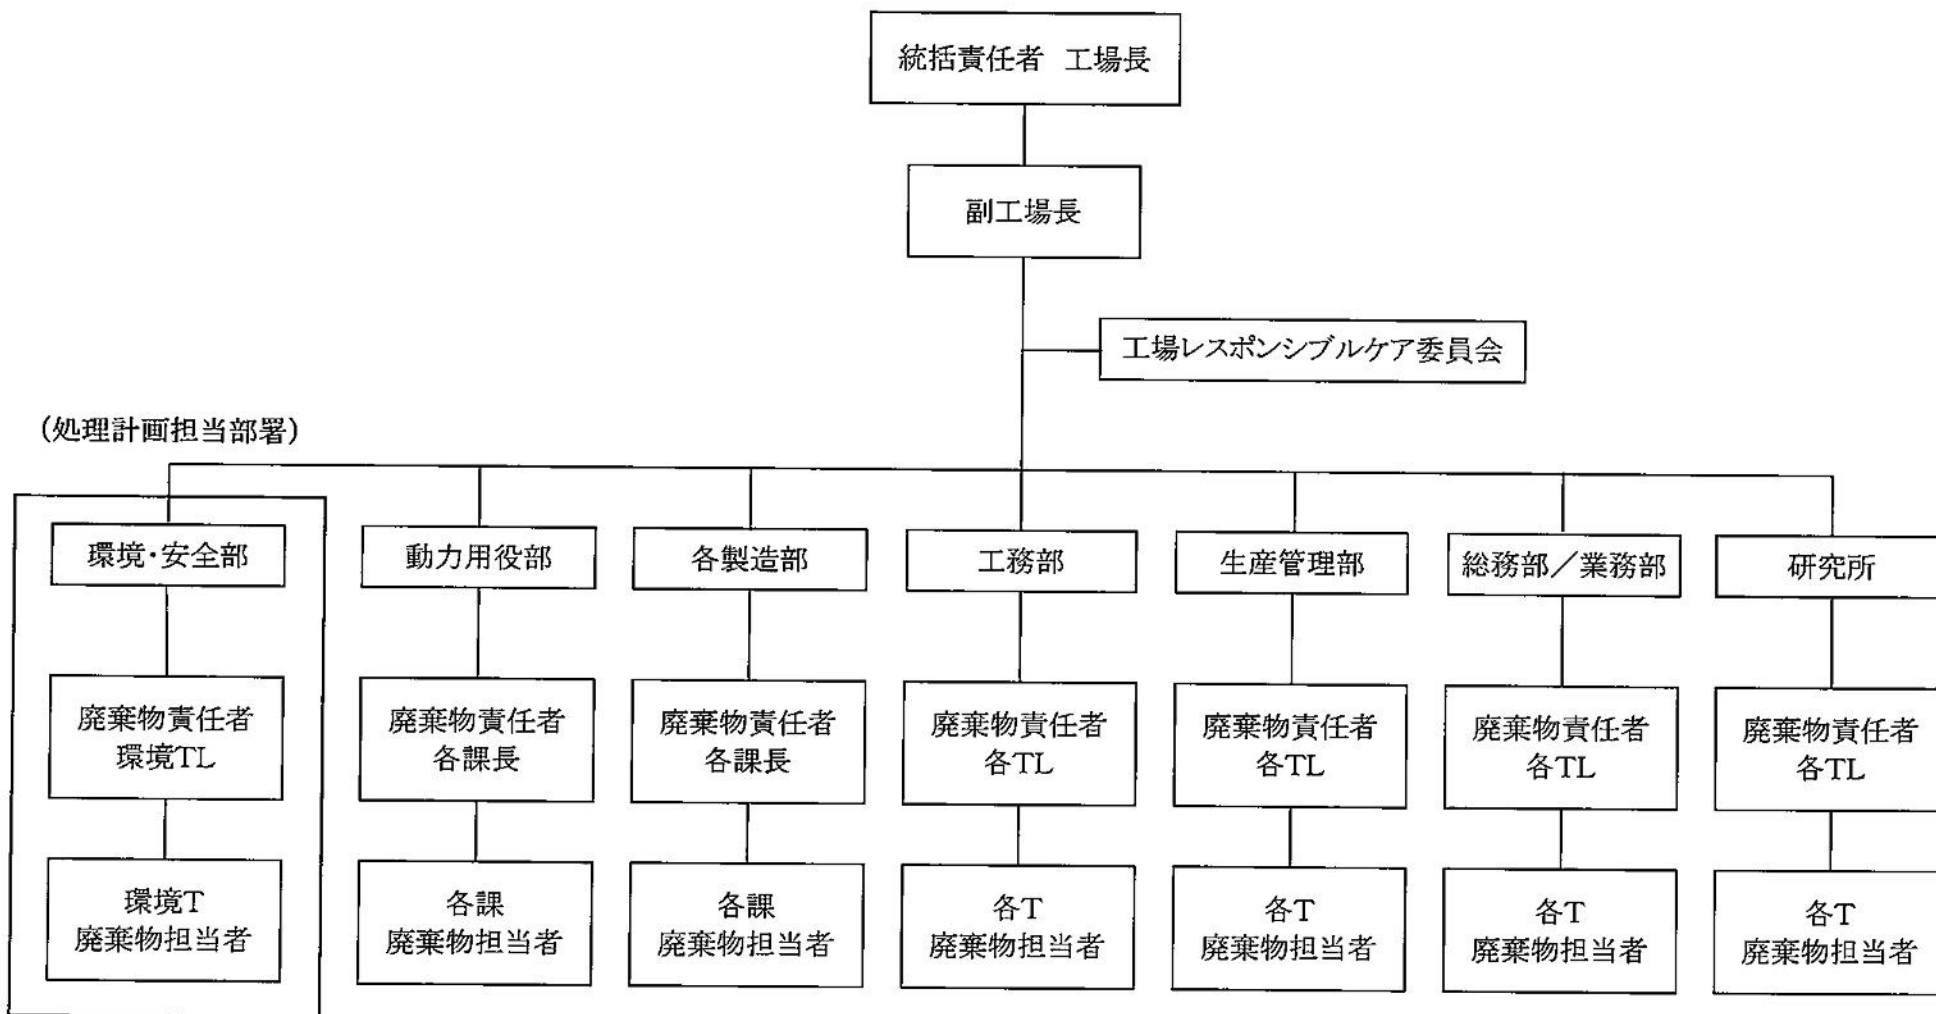 統括責任者 工場長
副工場長
工場レスポンシブルケア委員会
(処理計画担当部署)
環境・安全部
動力用役部
各製造部
工務部
生産管理部
総務部／業務部
研究所
廃棄物責任者
環境TL
廃棄物責任者
各課長
廃棄物責任者
各課長
廃棄物責任者
各TL
廃棄物責任者
各TL
廃棄物責任者
各TL
廃棄物責任者
各TL
環境T
廃棄物担当者
各課
廃棄物担当者
各課
廃棄物担当者
各T
廃棄物担当者
各T
廃棄物担当者
各T
廃棄物担当者
各T
廃棄物担当者